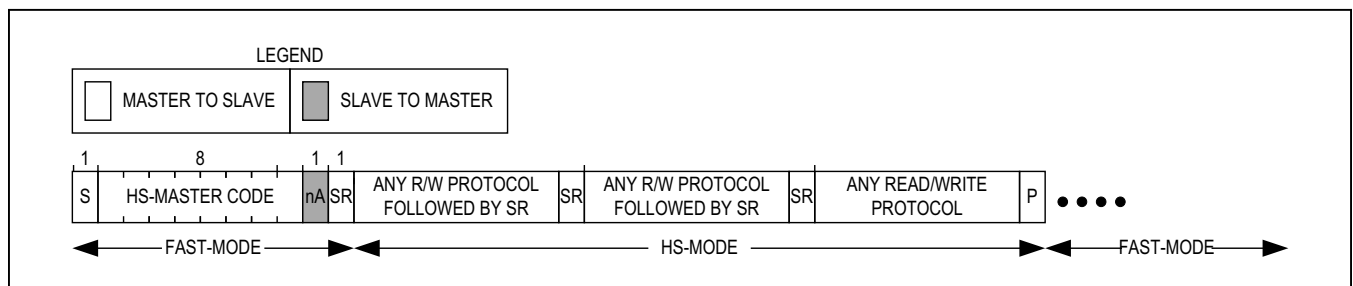 LEGEND
MASTER TO SLAVE SLAVE TO MASTER
1 8 1 1
S HS-MASTER CODE nA SR ANY R/W PROTOCOL FOLLOWED BY SR SR ANY R/W PROTOCOL FOLLOWED BY SR SR ANY READ/WRITE PROTOCOL P
FAST-MODE HS-MODE FAST-MODE